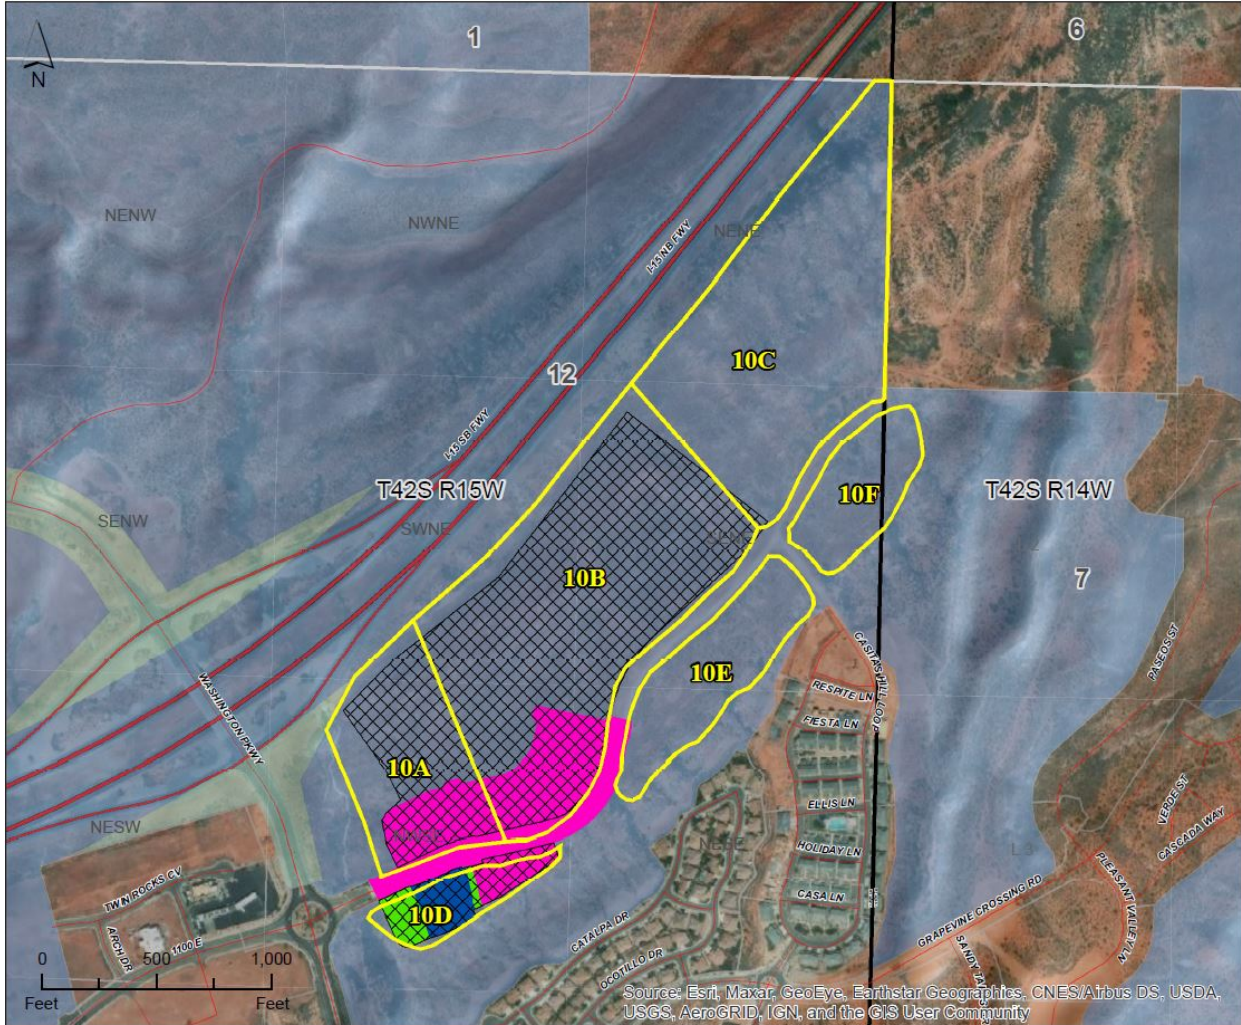 1
6
N
NENW
NWNE
NENE
I-15 NB FWY
10C
12
I-15 SB FWY
T42S R15W
10F
T42S R14W
SENW
SWNE
7
10B
PASEOS ST
10E
CASITAS HILL LOOP
RESPITE LN
WASHINGTON PKWY
FIESTA LN
10A
ELLIS LN
VERDE ST
CASCADA WAY
NESW
HOLIDAY LN
L 3
PLEASANT VALLEY LN
TWIN ROCKS CV
CASA LN
10D
GRAPEVINE CROSSING RD
ARCH DR
1100 E
CATALPA DR
OCOTILLO DR
0 500 1,000
Feet Feet
Source: Esri, Maxar, GeoEye, Earthstar Geographics, CNES/Airbus DS, USDA,
USGS, AeroGRID, IGN, and the GIS User Community